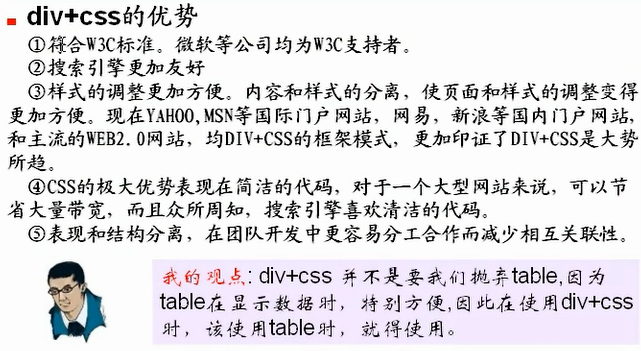 div+css的优势
①符合W3C标准。微软等公司均为W3C支持者。
②搜索引擎更加友好
③样式的调整更加方便。内容和样式的分离，使页面和样式的调整变得
更加方便。现在YAHOO,MSN等国际门户网站，网易，新浪等国内门户网站，
和主流的WEB2.0网站，均DIV+CSS的框架模式，更加印证了DIV+CSS是大势
所趋。
④CSS的极大优势表现在简洁的代码，对于一个大型网站来说，可以节
省大量带宽，而且众所周知，搜索引擎喜欢清洁的代码。
⑤表现和结构分离，在团队开发中更容易分工合作而减少相互关联性。
我的观点: div+css 并不是要我们抛弃table,因为
table在显示数据时，特别方便,因此在使用div+css
时，该使用table时，就得使用。